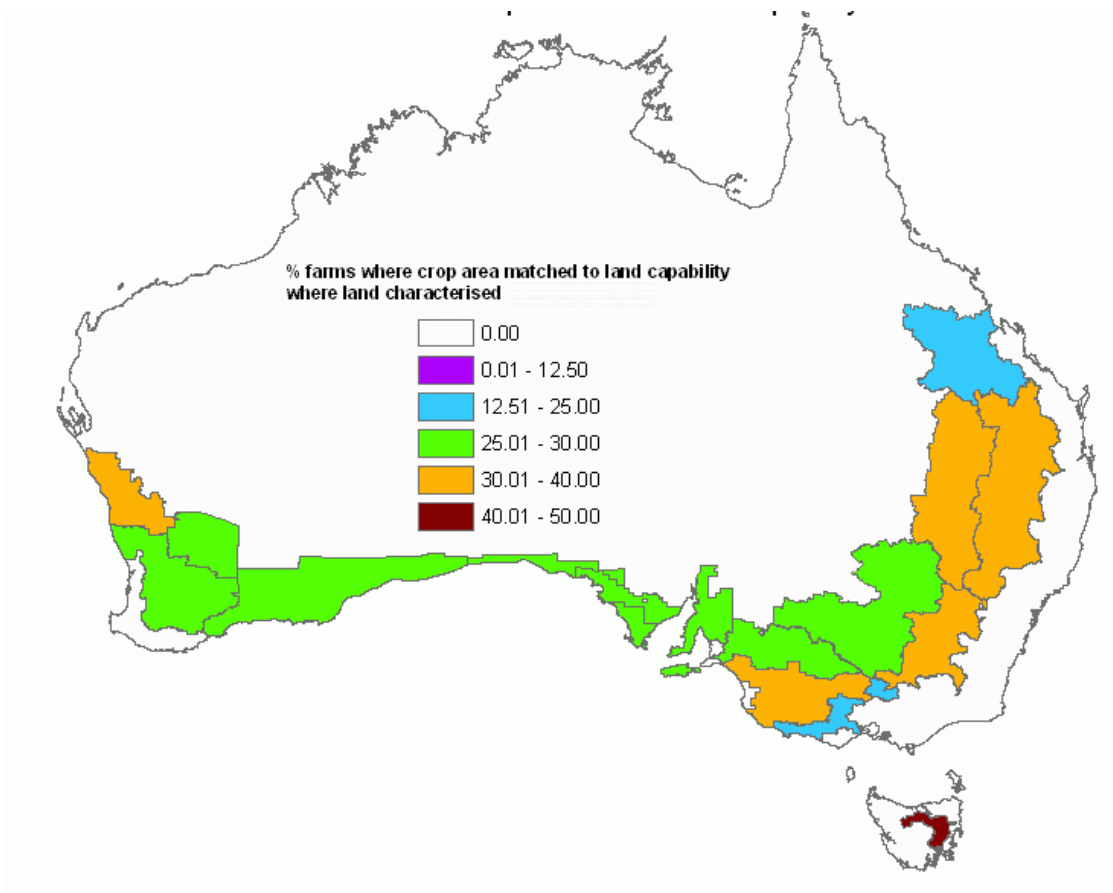 % farms where crop area matched to land capability
where land characterised
0.00
0.01 - 12.50
12.51 - 25.00
25.01 - 30.00
30.01 - 40.00
40.01 - 50.00